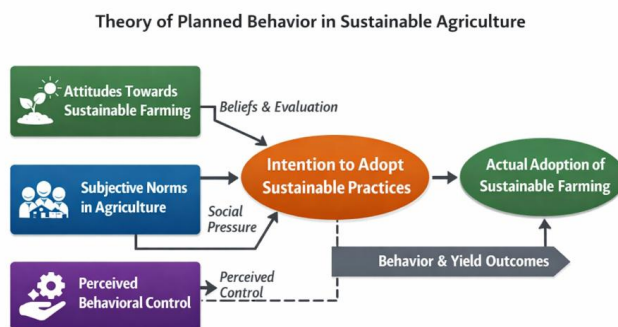 Theory of Planned Behavior in Sustainable Agriculture
Attitudes Towards
Sustainable Farming
Beliefs & Evaluation
Intention to Adopt
Sustainable Practices
Actual Adoption of
Sustainable Farming
Subjective Norms
in Agriculture
Social
Pressure
Behavior & Yield Outcomes
Perceived
Behavioral Control
Perceived
Control